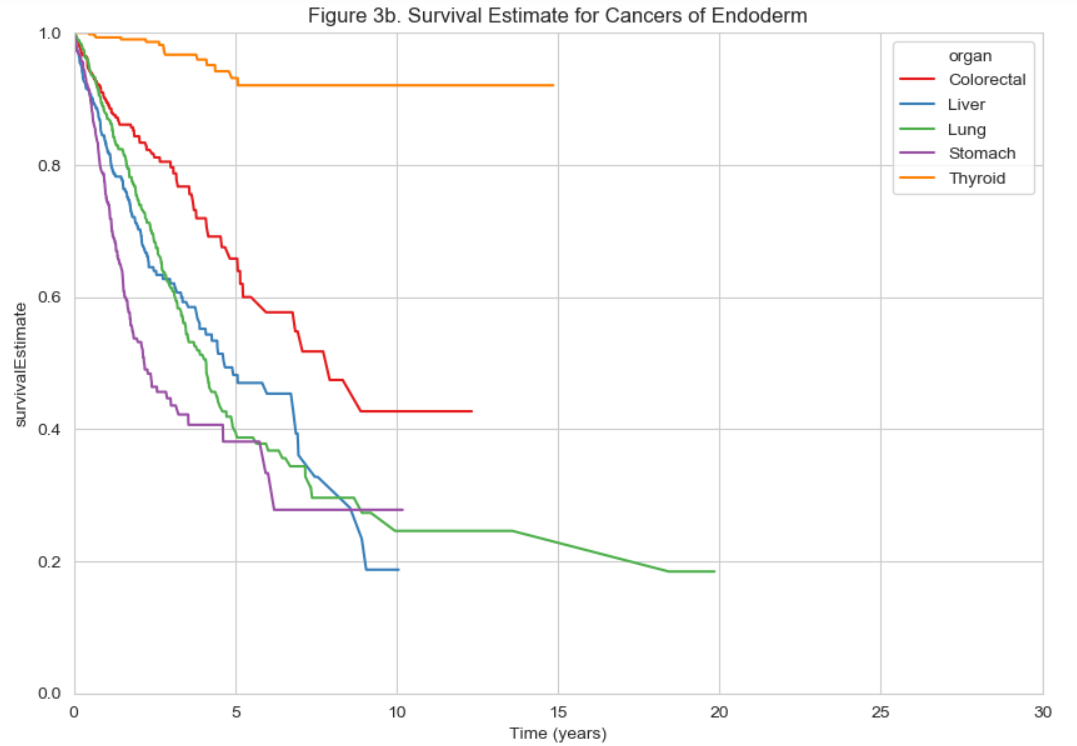 Figure 3b. Survival Estimate for Cancers of Endoderm
1.0
0.8
0.6
0.4
0.2
0.0
survivalEstimate
0 5 10 15 20 25 30
Time (years)
organ
Colorectal
Liver
Lung
Stomach
Thyroid